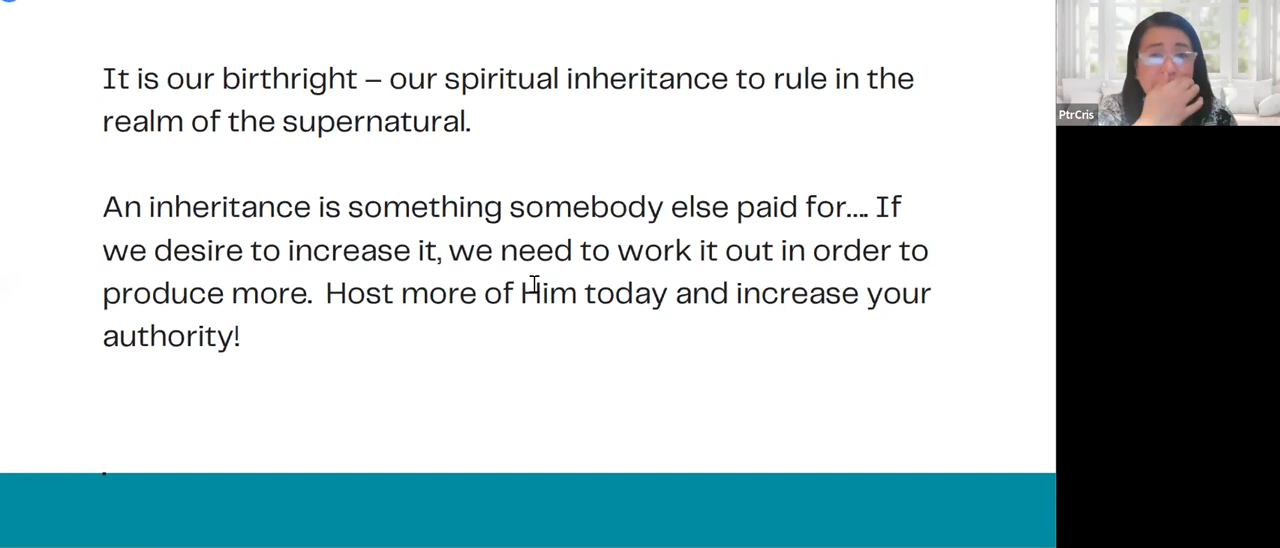 It is our birthright – our spiritual inheritance to rule in the
realm of the supernatural.
An inheritance is something somebody else paid for.... If
we desire to increase it, we need to work it out in order to
produce more.  Host more of Him today and increase your
authority!
.
PtrCris